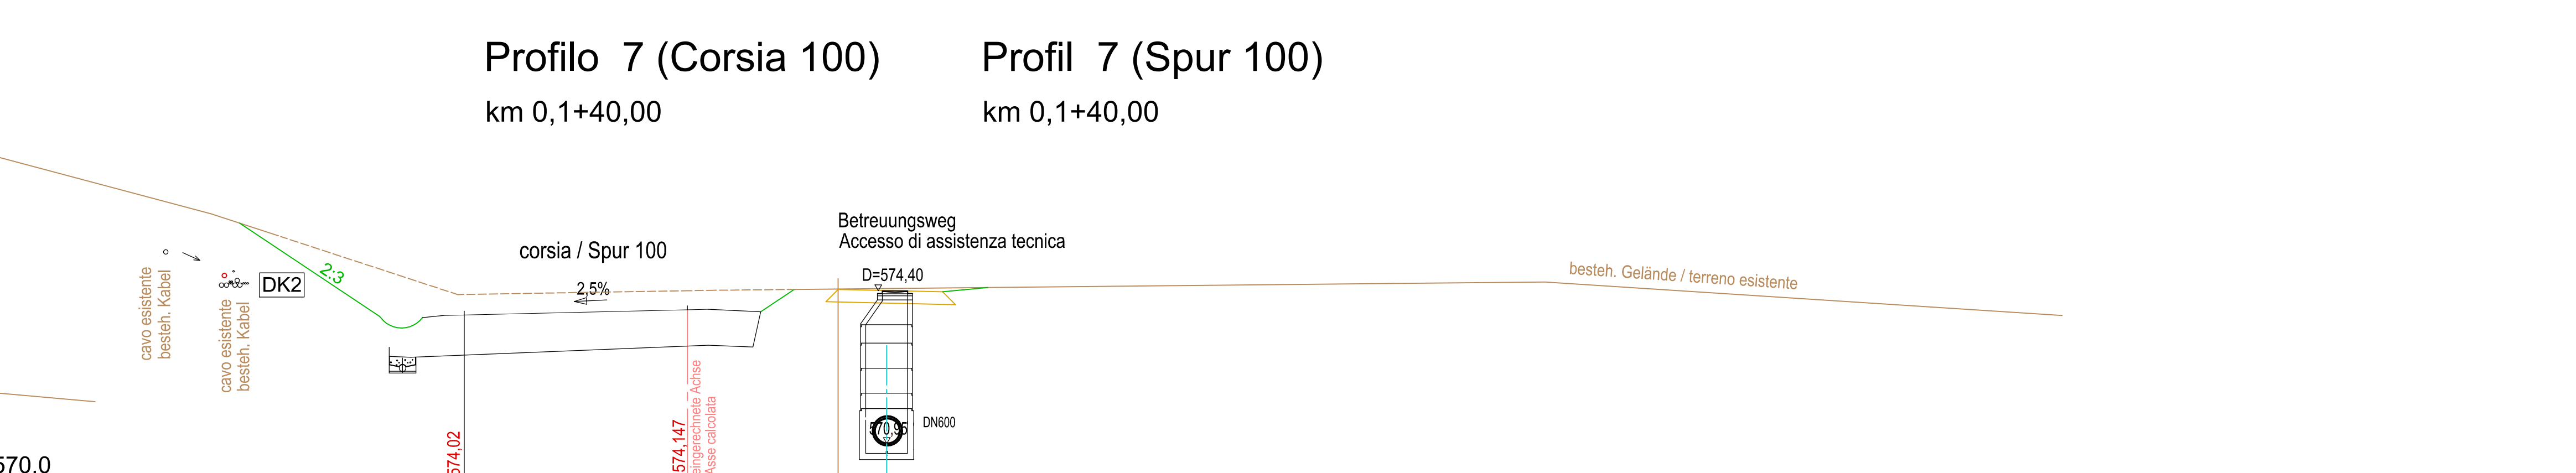 Profilo 7 (Corsia 100)
Profil 7 (Spur 100)
km 0,1+40,00
km 0,1+40,00
Betreuungsweg
Accesso di assistenza tecnica
corsia / Spur 100
D=574,40
2,5%
besteh. Gelände / terreno esistente
2:3
DK2
cavo esistente
besteh. Kabel
cavo esistente
besteh. Kabel
eingerechnete Achse
Asse calcolata
574,02
574,147
570,95
DN600
570.0